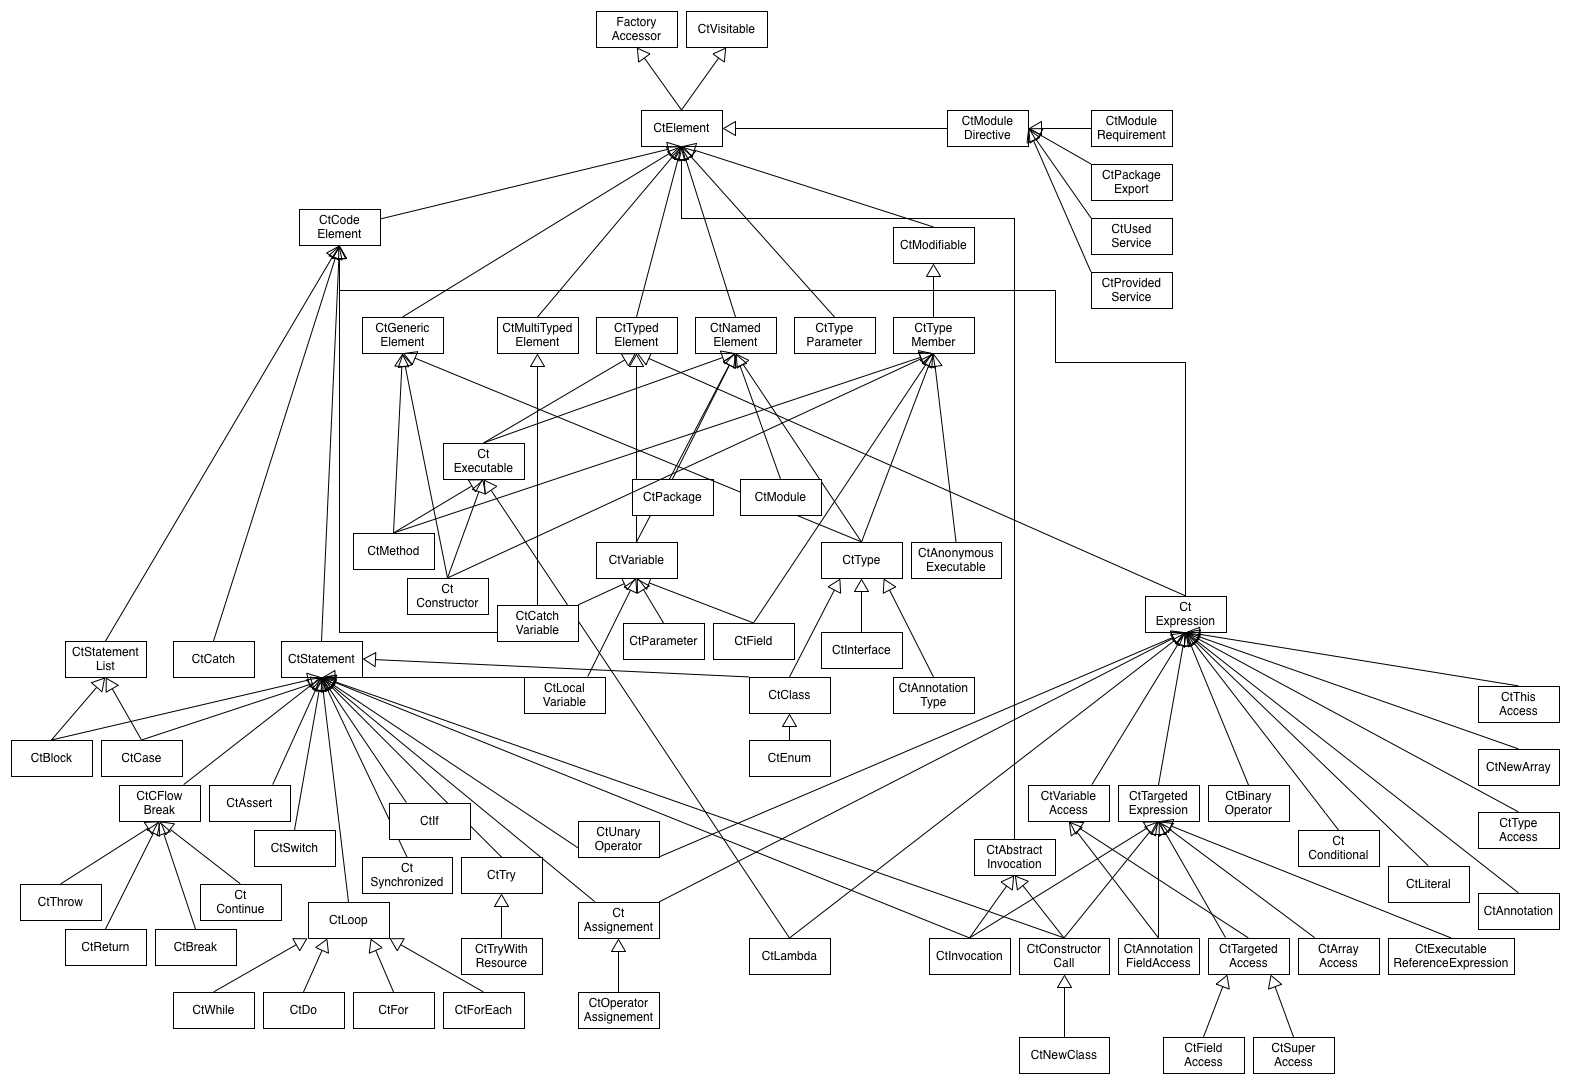 Factory
Accessor
CtVisitable
CtElement
CtModule
Directive
CtModule
Requirement
CtPackage
Export
CtUsed
Service
CtProvided
Service
CtCode
Element
CtModifiable
CtGeneric
Element
CtMultiTyped
Element
CtTyped
Element
CtNamed
Element
CtType
Parameter
CtType
Member
Ct
Executable
CtPackage
CtModule
CtMethod
CtVariable
CtType
CtAnonymous
Executable
Ct
Constructor
CtCatch
Variable
CtParameter
CtField
CtInterface
Ct
Expression
CtStatement
List
CtCatch
CtStatement
CtLocal
Variable
CtClass
CtAnnotation
Type
CtThis
Access
CtBlock
CtCase
CtEnum
CtNewArray
CtCFlow
Break
CtAssert
CtIf
CtSwitch
Ct
Synchronized
CtTry
CtUnary
Operator
CtVariable
Access
CtTargeted
Expression
CtBinary
Operator
CtType
Access
Ct
Conditional
CtAbstract
Invocation
CtLiteral
CtAnnotation
CtThrow
Ct
Continue
CtReturn
CtBreak
CtLoop
CtTryWith
Resource
Ct
Assignement
CtLambda
CtInvocation
CtConstructor
Call
CtAnnotation
FieldAccess
CtTargeted
Access
CtArray
Access
CtExecutable
ReferenceExpression
CtWhile
CtDo
CtFor
CtForEach
CtOperator
Assignement
CtNewClass
CtField
Access
CtSuper
Access